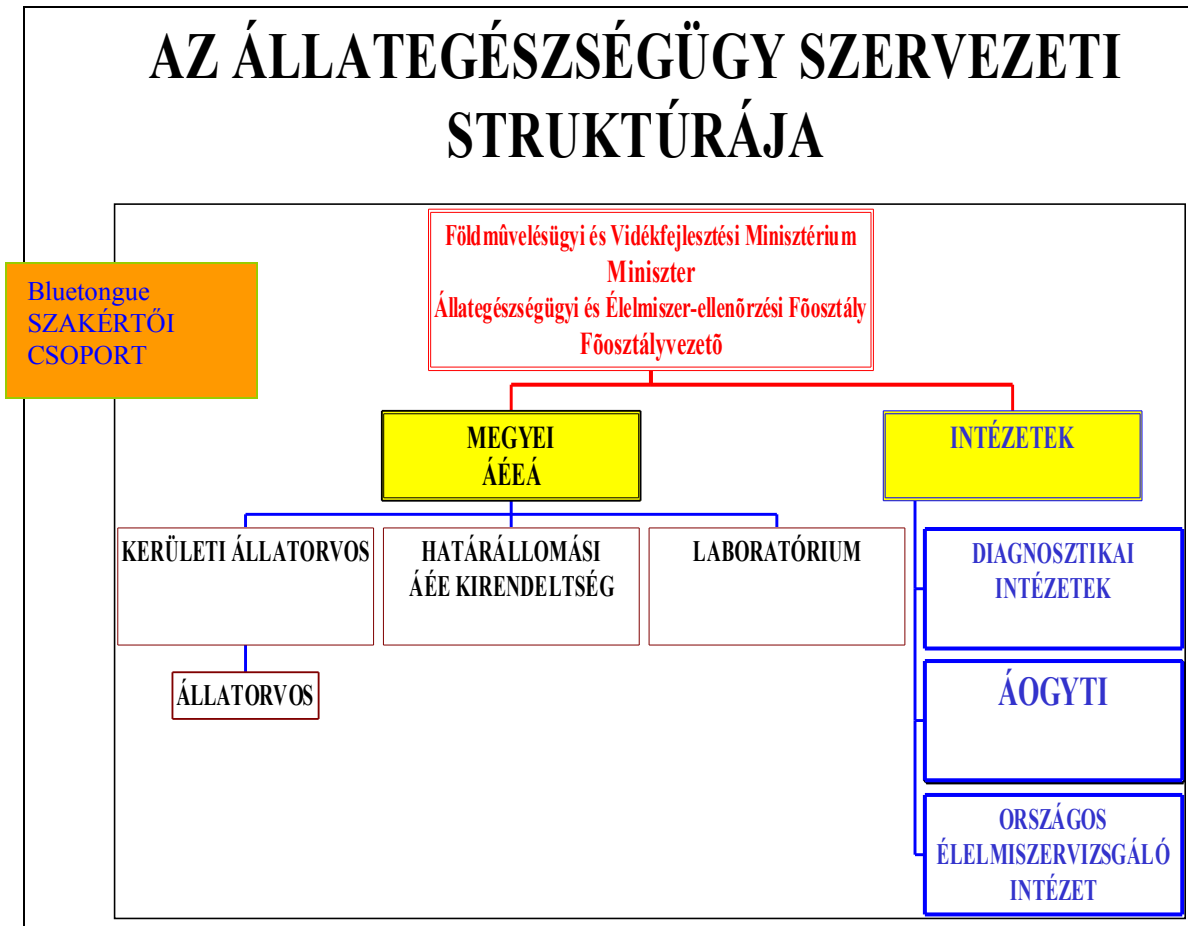 AZ ÁLLATEGÉSZSÉGÜGY SZERVEZETI
STRUKTÚRÁJA
Földmûvelésügyi és Vidékfejlesztési Minisztérium
Miniszter
Állategészségügyi és Élelmiszer-ellenõrzési Fõosztály
Fõosztályvezetõ
Bluetongue
SZAKÉRTŐI
CSOPORT
MEGYEI
ÁÉEÁ
INTÉZETEK
KERÜLETI ÁLLATORVOS
HATÁRÁLLOMÁSI
ÁÉE KIRENDELTSÉG
LABORATÓRIUM
ÁLLATORVOS
DIAGNOSZTIKAI
INTÉZETEK
ÁOGYTI
ORSZÁGOS
ÉLELMISZERVIZSGÁLÓ
INTÉZET